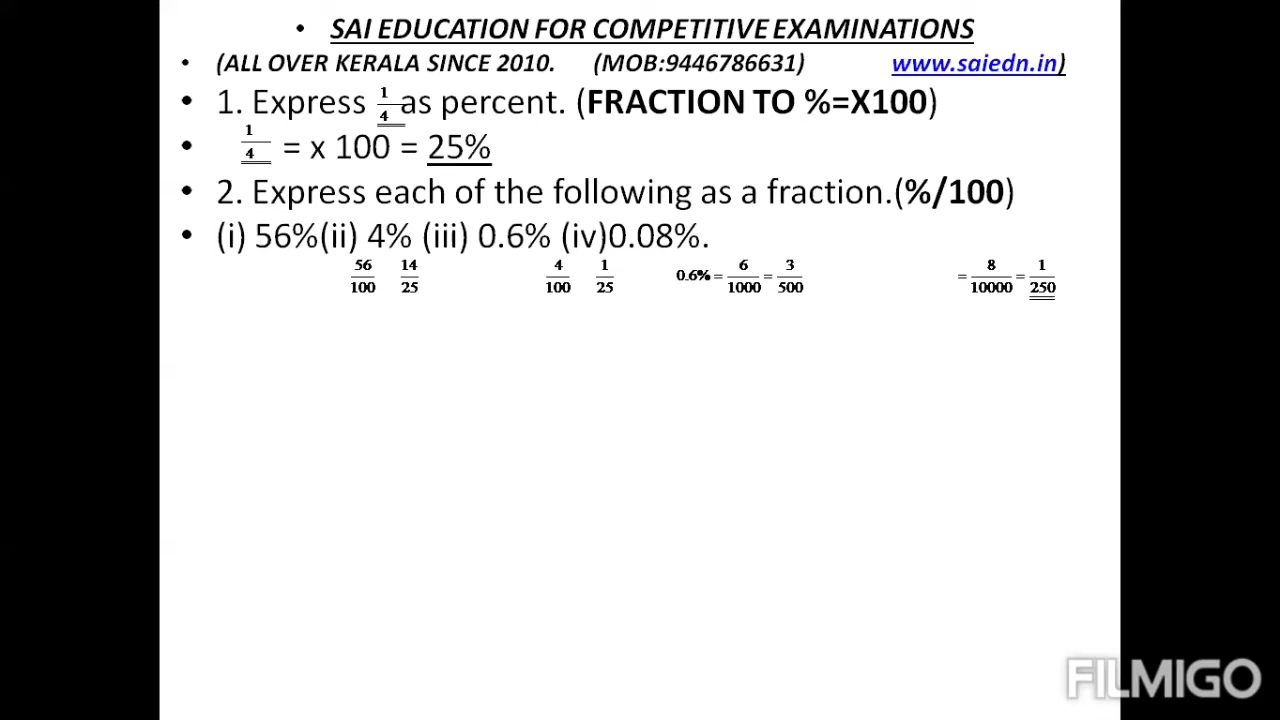 • SAI EDUCATION FOR COMPETITIVE EXAMINATIONS
• (ALL OVER KERALA SINCE 2010. (MOB:9446786631) www.saiedn.in)
• 1. Express 1/4 as percent. (FRACTION TO %=X100)
• 1/4 = x 100 = 25%
• 2. Express each of the following as a fraction.(%/100)
• (i) 56%(ii) 4% (iii) 0.6% (iv)0.08%.
56/100 14/25 4/100 1/25 0.6% = 6/1000 = 3/500 = 8/10000 = 1/250
FILMIGO